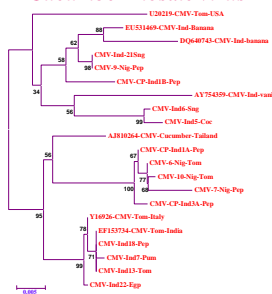 U20219-CMV-Tom-USA
EU531469-CMV-Ind-Banana
88
DQ640743-CMV-Ind-banana
62
CMV-Ind-21Sng
58
98
CMV-9-Nig-Pep
CMV-CP-Ind1B-Pep
34
AY754359-CMV-Ind-vani
CMV-Ind6-Sng
99
CMV-Ind5-Coc
AJ810264-CMV-Cucumber-Tailand
56
67
CMV-CP-Ind1A-Pep
6-Nig-Tom
77
CMV-10-Nig-Tom
100
68
CMV-7-Nig-Pep
CMV-CP-Ind3A-Pep
95
Y16926-CMV-Tom-Italy
78
EF153734-CMV-Tom-India
CMV-Ind18-Pep
71
CMV-Ind7-Pum
99
CMV-Ind13-Tom
CMV-Ind22-Egp
0.005